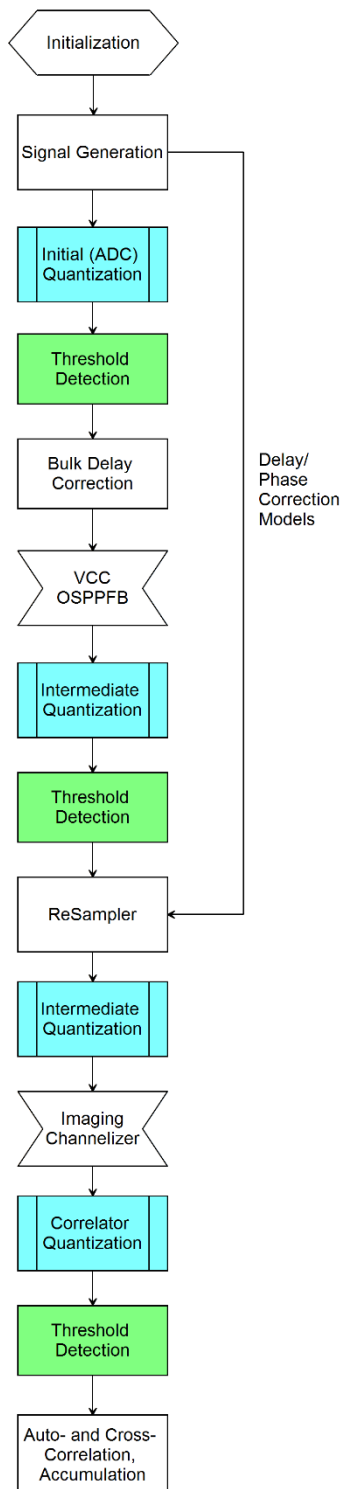 Initialization
Signal Generation
Initial (ADC)
Quantization
Threshold
Detection
Bulk Delay
Correction
Delay/
Phase
Correction
Models
VCC
OSPPFB
Intermediate
Quantization
Threshold
Detection
ReSampler
Intermediate
Quantization
Imaging
Channelizer
Correlator
Quantization
Threshold
Detection
Auto- and Cross-
Correlation,
Accumulation